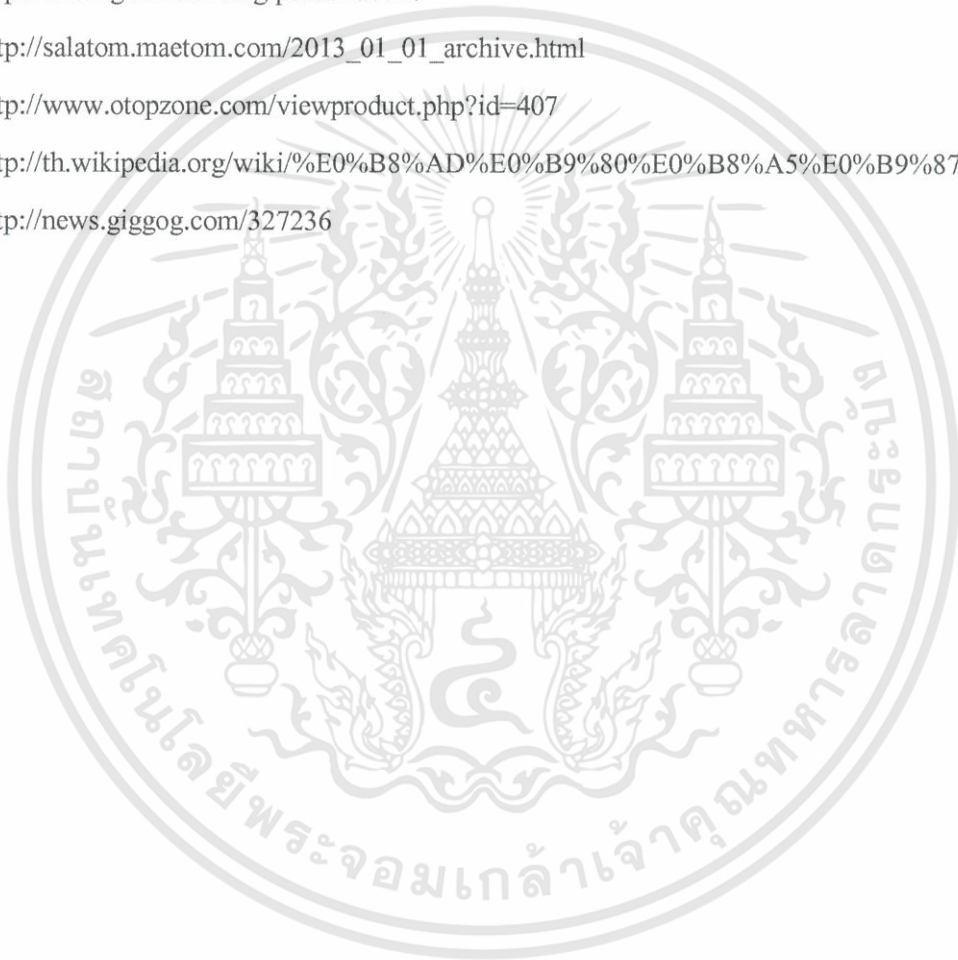 tp://salatom.maetom.com/2013_01_01_archive.html
tp://www.otopzone.com/viewproduct.php?id=407
tp://th.wikipedia.org/wiki/%E0%B8%AD%E0%B9%80%E0%B8%A5%E0%B9%87
tp://news.giggog.com/327236
สถาบันเทคโนโลยีพระจอมเกล้าเจ้าคุณทหารลาดกระบัง
๔